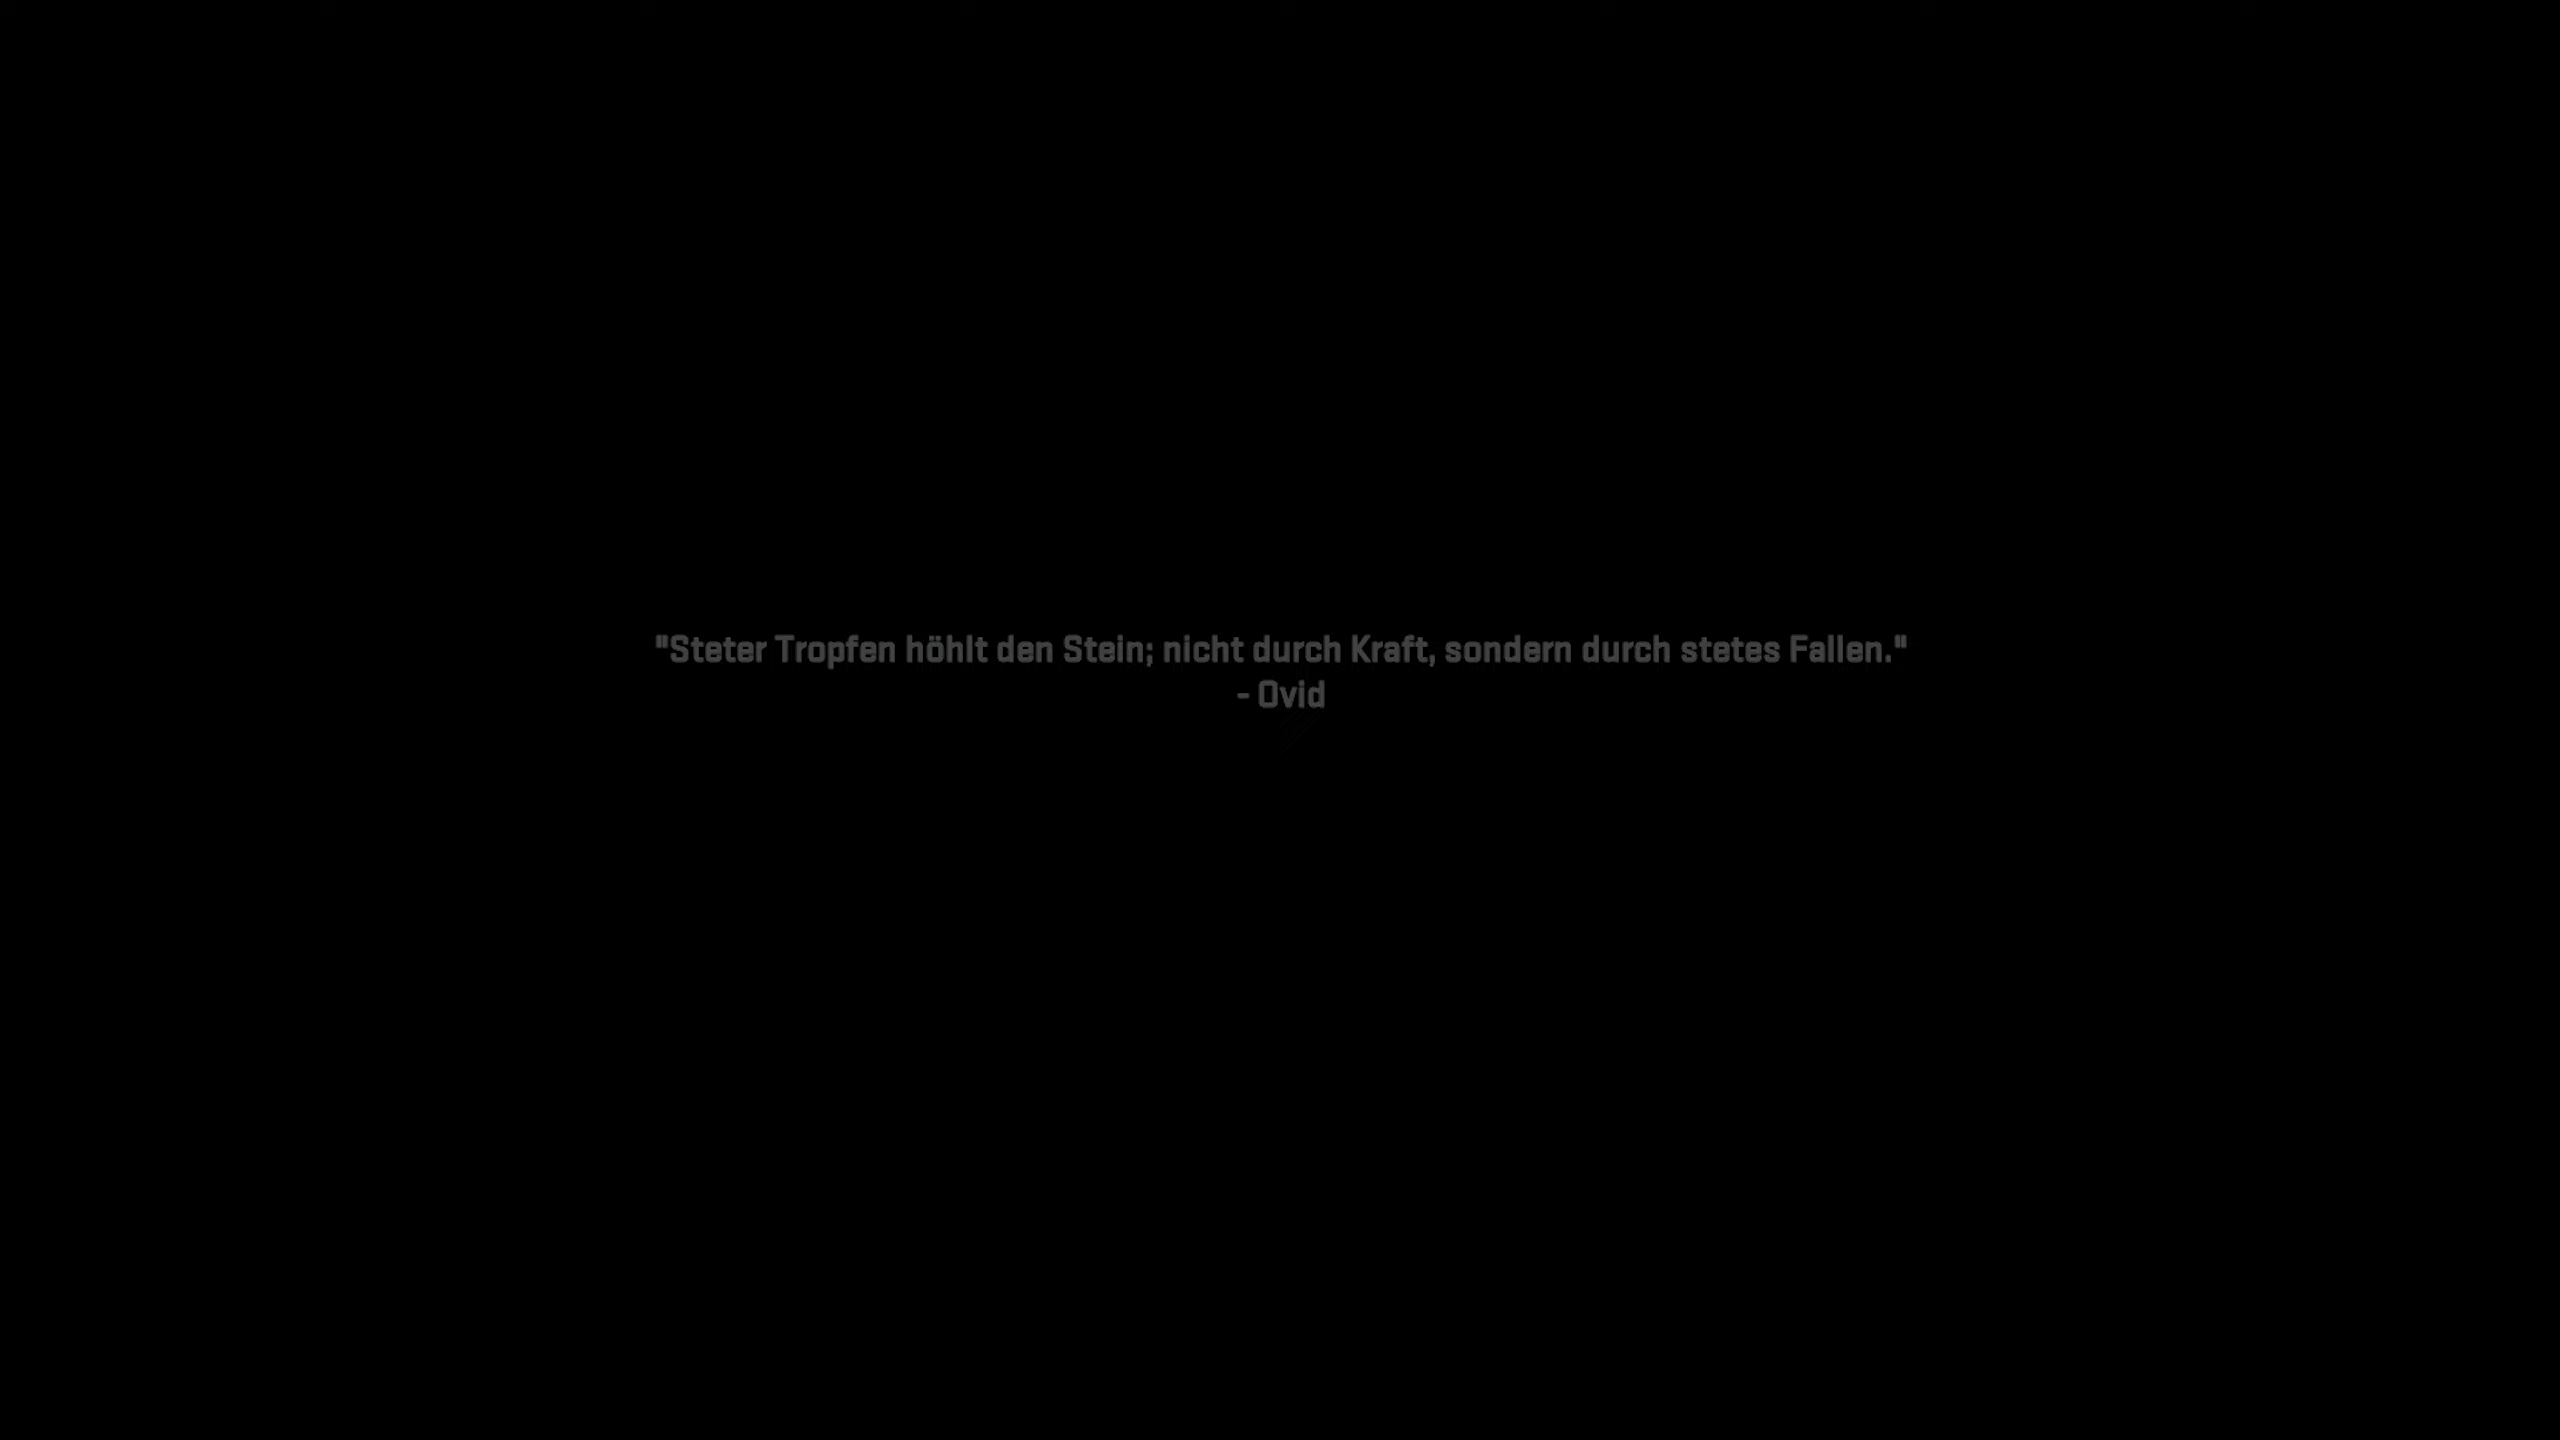 "Steter Tropfen höhlt den Stein; nicht durch Kraft, sondern durch stetes Fallen."
- Ovid